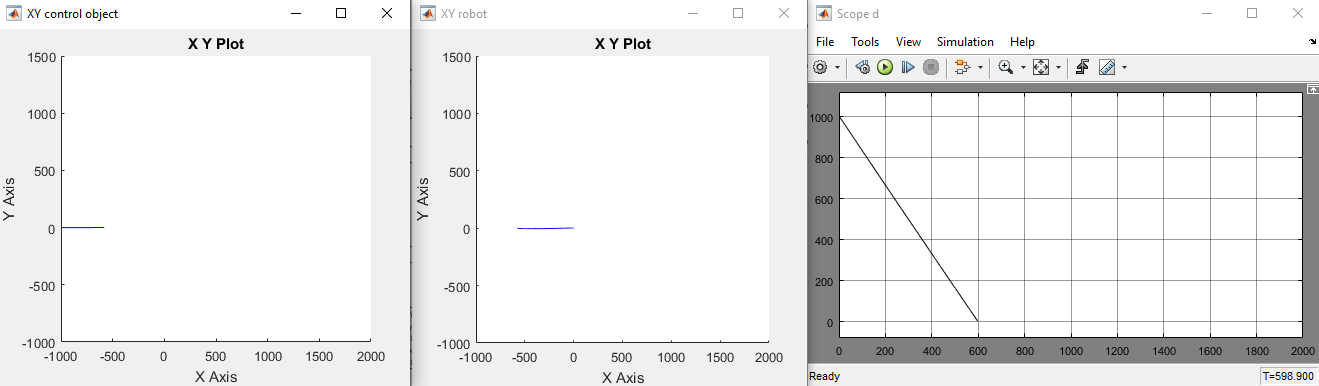 XY control object
X Y Plot
1500
1000
500
0
-500
-1000
Y Axis
-1000 -500 0 500 1000 1500 2000
X Axis
XY robot
X Y Plot
1500
1000
500
0
-500
-1000
Y Axis
-1000 -500 0 500 1000 1500 2000
X Axis
Scope d
File Tools View Simulation Help
1000
800
600
400
200
0
0 200 400 600 800 1000 1200 1400 1600 1800 2000
Ready T=598.900